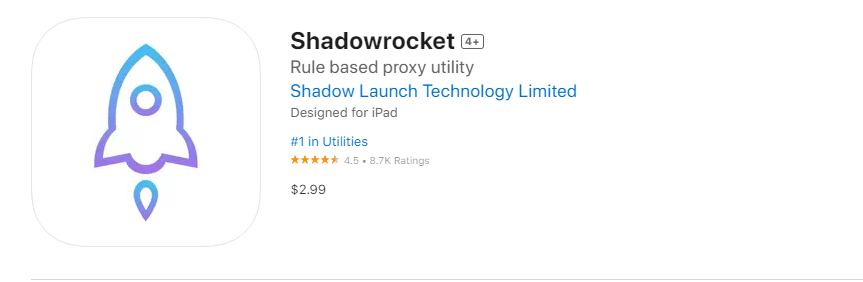 Shadowrocket 4+
Rule based proxy utility
Shadow Launch Technology Limited
Designed for iPad
#1 in Utilities
★★★★★ 4.5 • 8.7K Ratings
$2.99